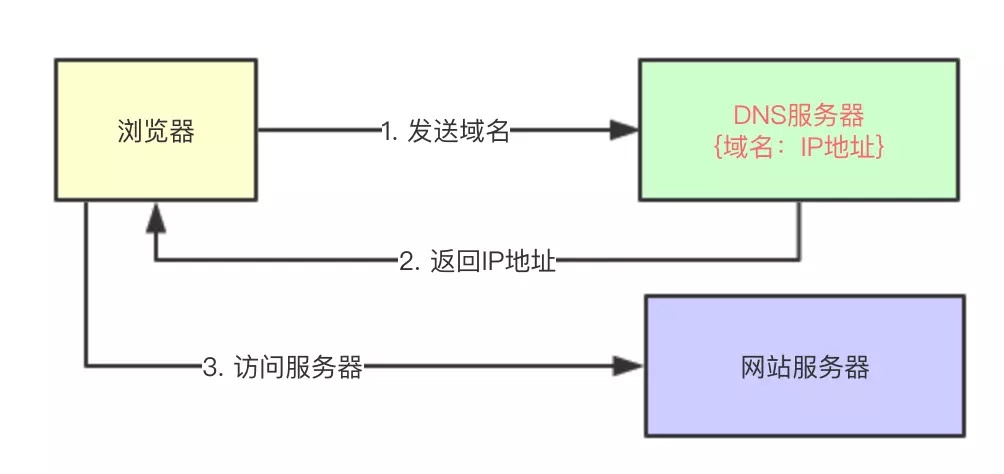 浏览器
1. 发送域名
DNS服务器
{域名：IP地址}
2. 返回IP地址
3. 访问服务器
网站服务器